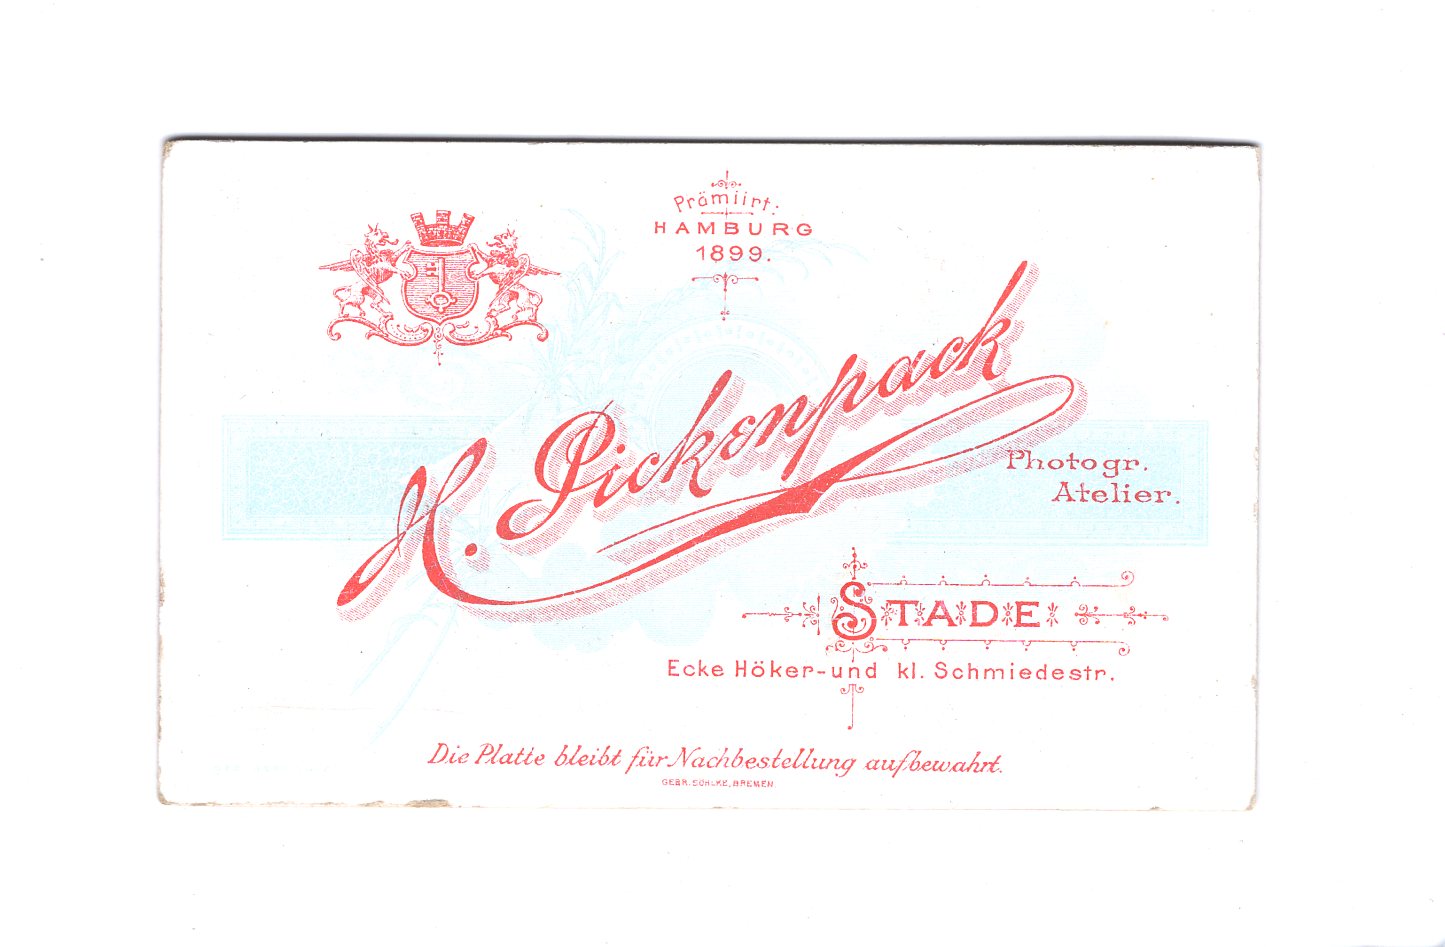 Prämiirt:
HAMBURG
1899.
H. Pickenpack
Photogr.
Atelier.
STADE
Ecke Höker-und kl. Schmiedestr.
Die Platte bleibt für Nachbestellung aufbewahrt.
GEBR. SCHLKE, BREMEN